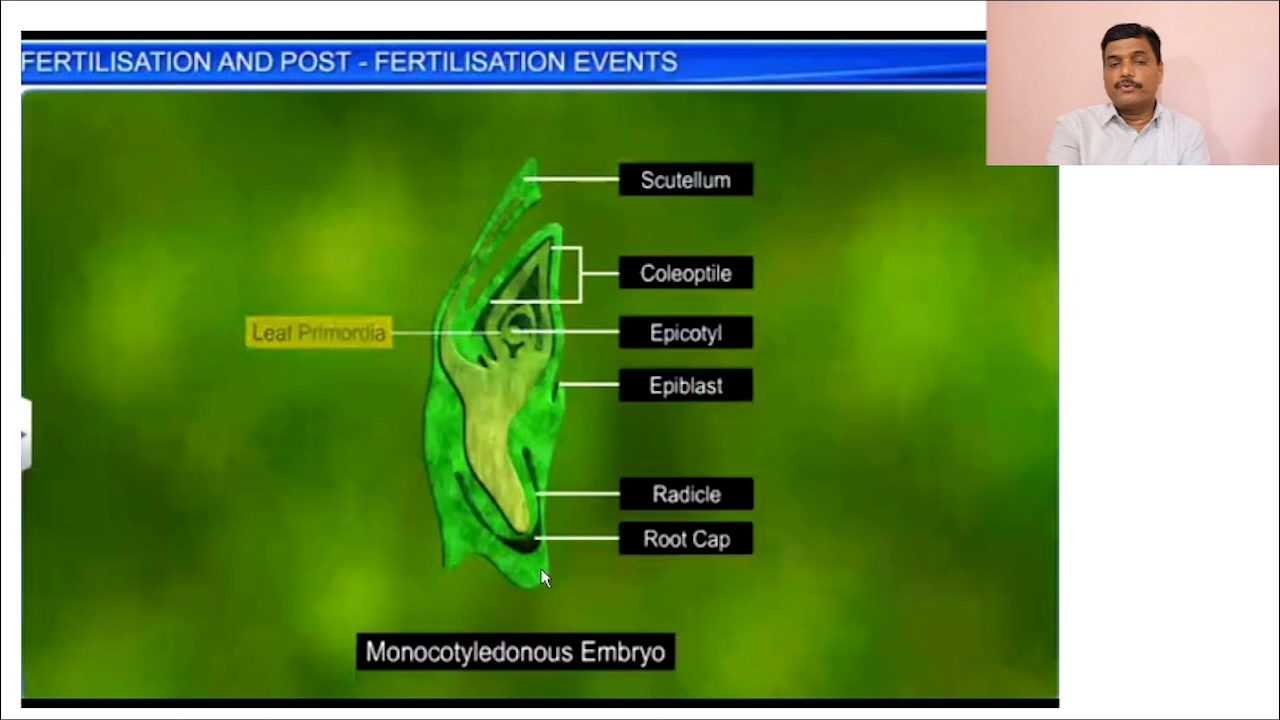 FERTILISATION AND POST - FERTILISATION EVENTS
Scutellum
Coleoptile
Leaf Primordia
Epicotyl
Epiblast
Radicle
Root Cap
Monocotyledonous Embryo